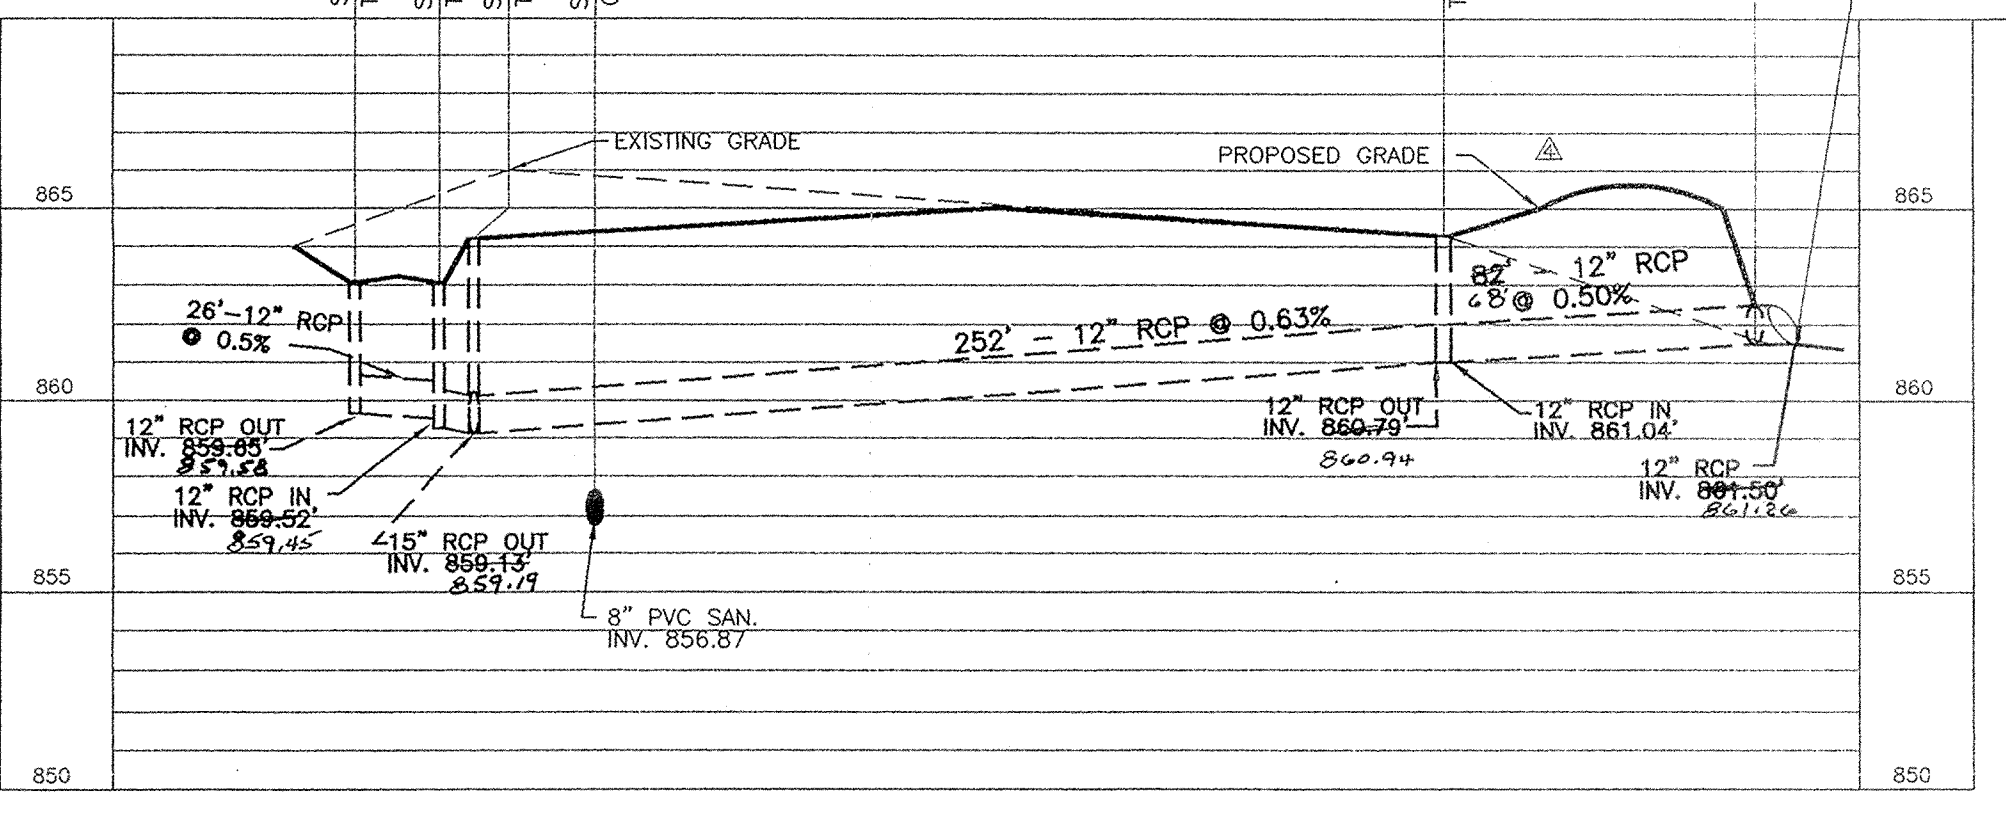 EXISTING GRADE
PROPOSED GRADE
4
865
865
26'-12" RCP
@ 0.5%
252' - 12" RCP @ 0.63%
82' - 12" RCP
68' @ 0.50%
860
860
12" RCP OUT
INV. 859.65'
859.58
12" RCP IN
INV. 859.52'
859.45
15" RCP OUT
INV. 859.13'
859.19
12" RCP OUT
INV. 860.79'
860.94
12" RCP IN
INV. 861.04'
12" RCP
INV. 861.50'
861.26
855
855
8" PVC SAN.
INV. 856.87
850
850